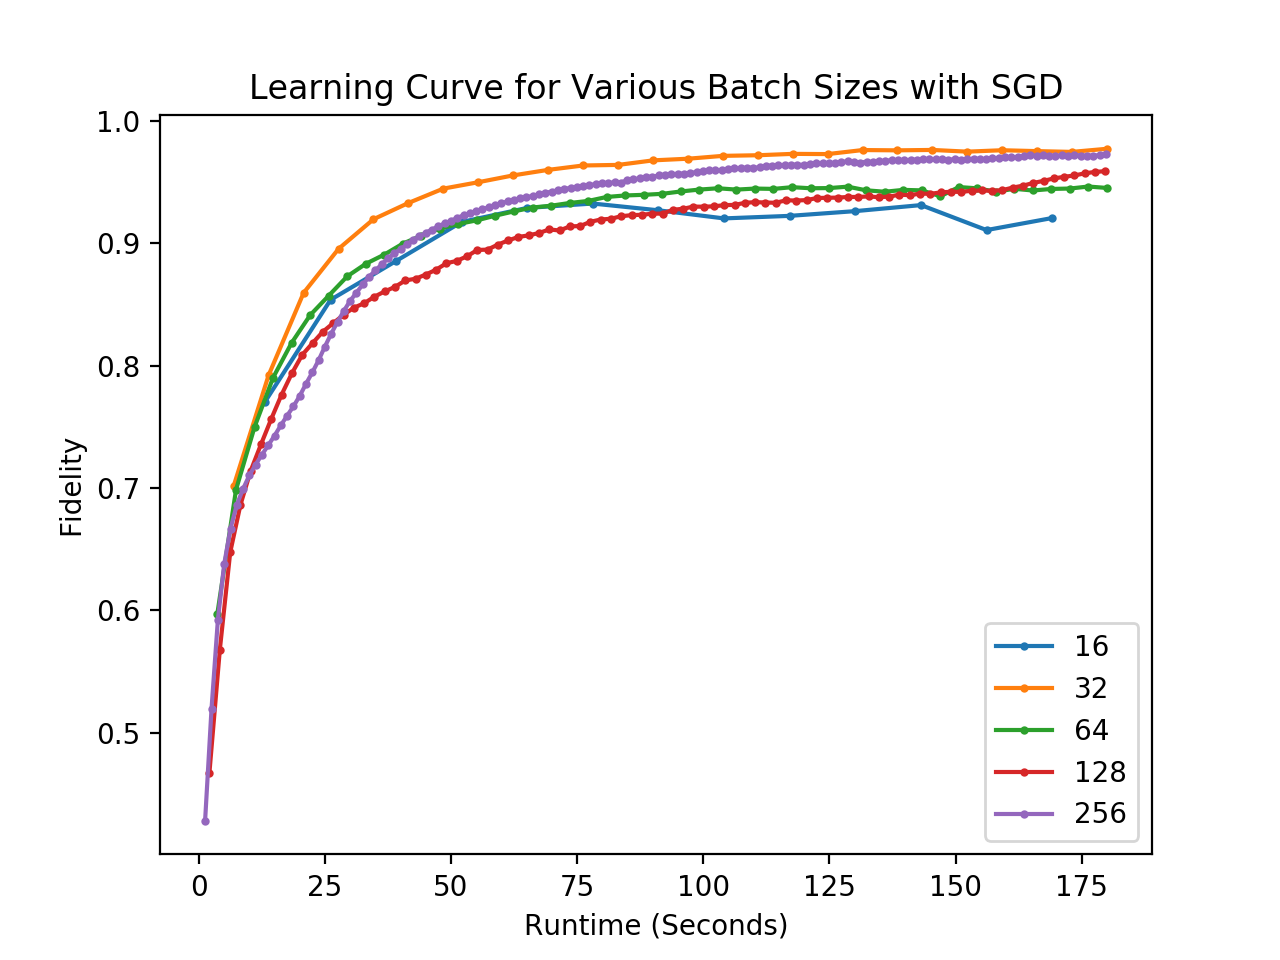 Learning Curve for Various Batch Sizes with SGD
1.0
0.9
0.8
0.7
0.6
0.5
Fidelity
16
32
64
128
256
0 25 50 75 100 125 150 175
Runtime (Seconds)